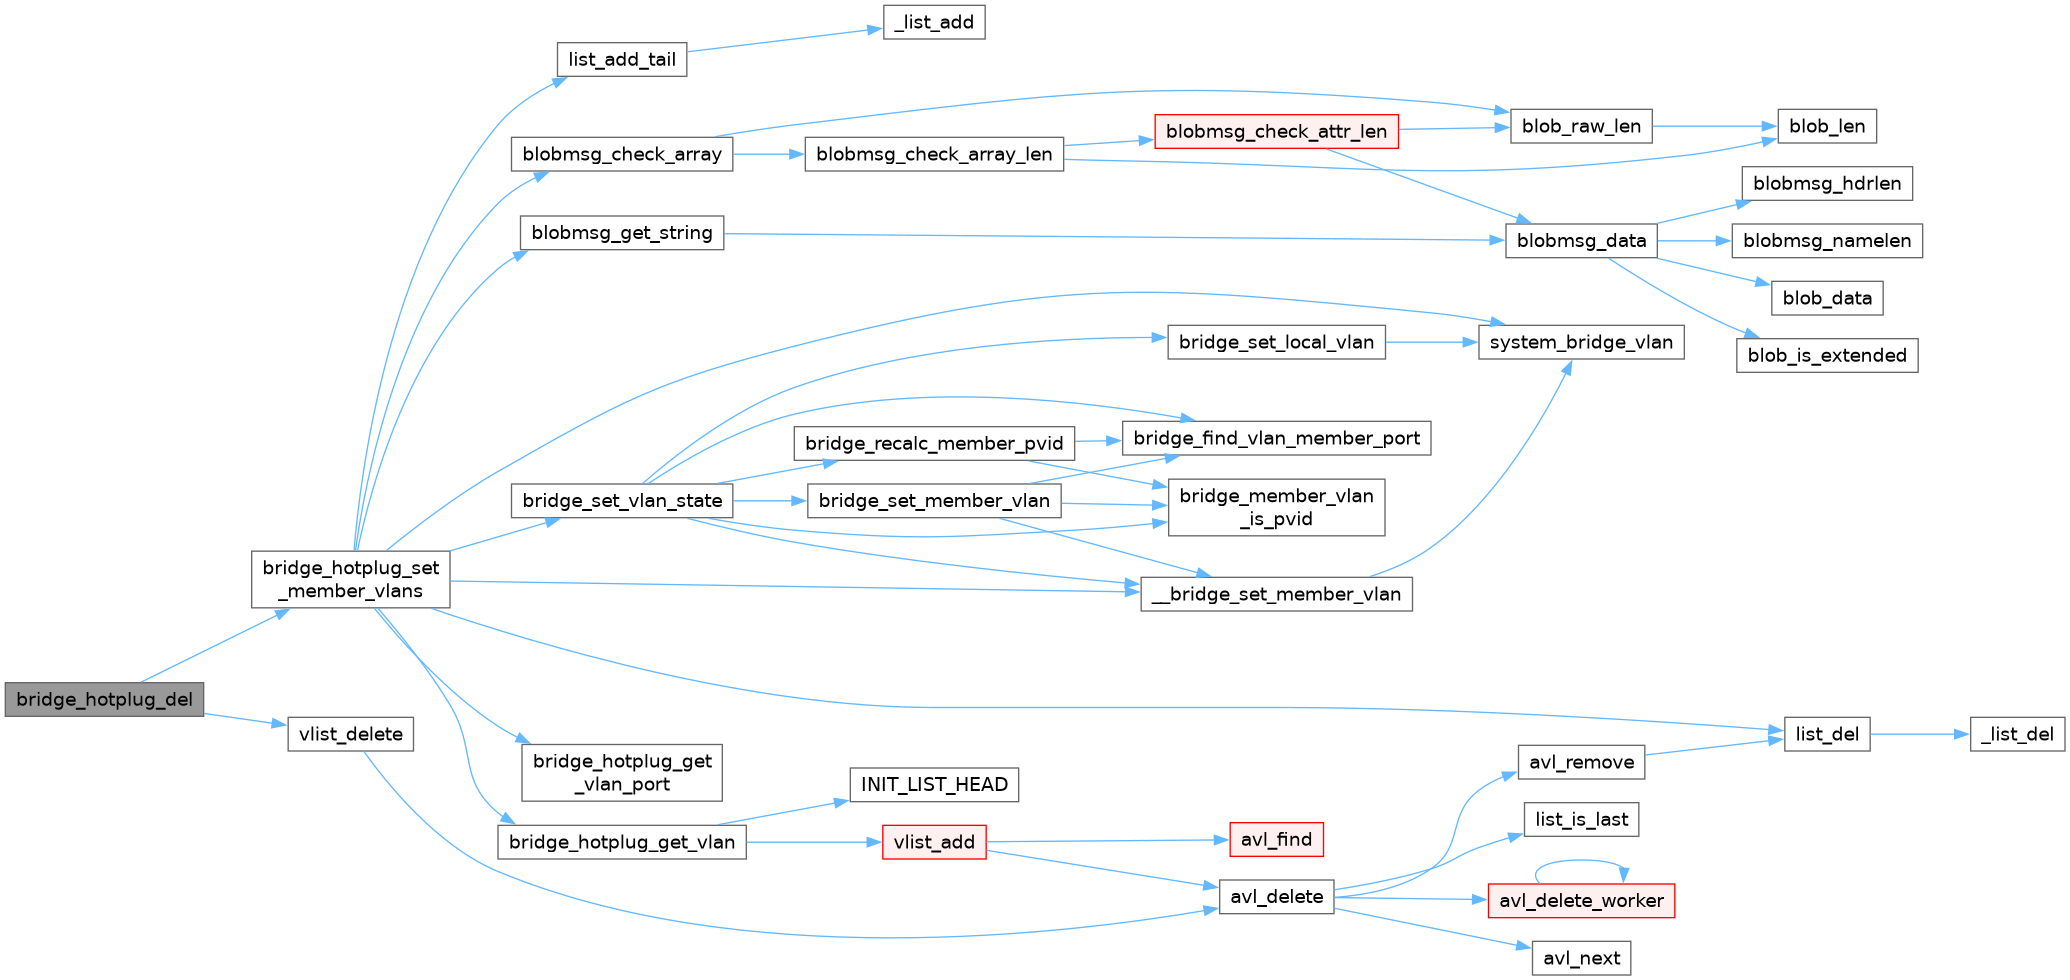 _list_add
list_add_tail
blobmsg_check_array
blobmsg_check_array_len
blobmsg_check_attr_len
blob_raw_len
blob_len
blobmsg_hdrlen
blobmsg_get_string
blobmsg_data
blobmsg_namelen
blob_data
blob_is_extended
bridge_set_local_vlan
system_bridge_vlan
bridge_recalc_member_pvid
bridge_find_vlan_member_port
bridge_set_vlan_state
bridge_set_member_vlan
bridge_member_vlan
_is_pvid
bridge_hotplug_set
_member_vlans
__bridge_set_member_vlan
bridge_hotplug_del
vlist_delete
bridge_hotplug_get
_vlan_port
list_del
_list_del
avl_remove
INIT_LIST_HEAD
bridge_hotplug_get_vlan
vlist_add
avl_find
list_is_last
avl_delete
avl_delete_worker
avl_next